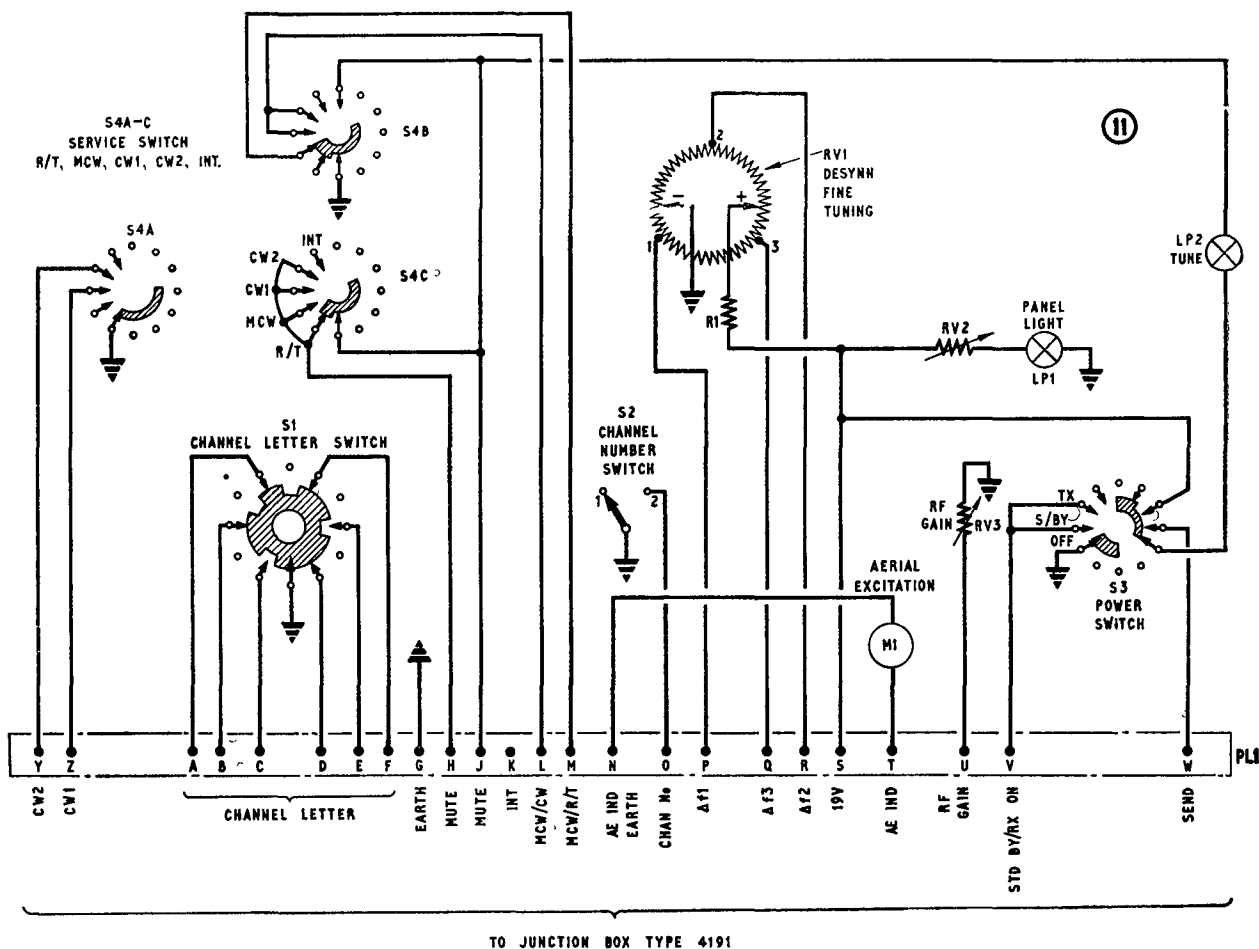 S4A-C
SERVICE SWITCH
R/T, MCW, CW1, CW2, INT.
S4B
11
2
RV1
DESYNN
FINE
TUNING
-
+
1
3
S4A
INT
CW2
CW1
MCW
R/T
S4C
LP2
TUNE
R1
RV2
PANEL
LIGHT
LP1
S1
CHANNEL LETTER SWITCH
S2
CHANNEL
NUMBER
SWITCH
1
2
RF
GAIN
RV3
TX
S/BY
OFF
S3
POWER
SWITCH
AERIAL
EXCITATION
M1
Y Z A B C D E F G H J K L M N O P Q R S T U V W
PL1
CW2
CW1
CHANNEL LETTER
EARTH
MUTE
MUTE
INT
MCW/CW
MCW/R/T
AE IND
EARTH
CHAN No
Δf1
Δf3
Δf2
19V
AE IND
RF
GAIN
STD BY/RX ON
SEND
TO JUNCTION BOX TYPE 4191